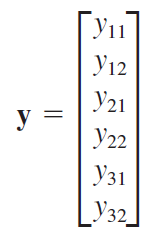 y₁₁
y₁₂
y₂₁
y = 
y₂₂
y₃₁
y₃₂